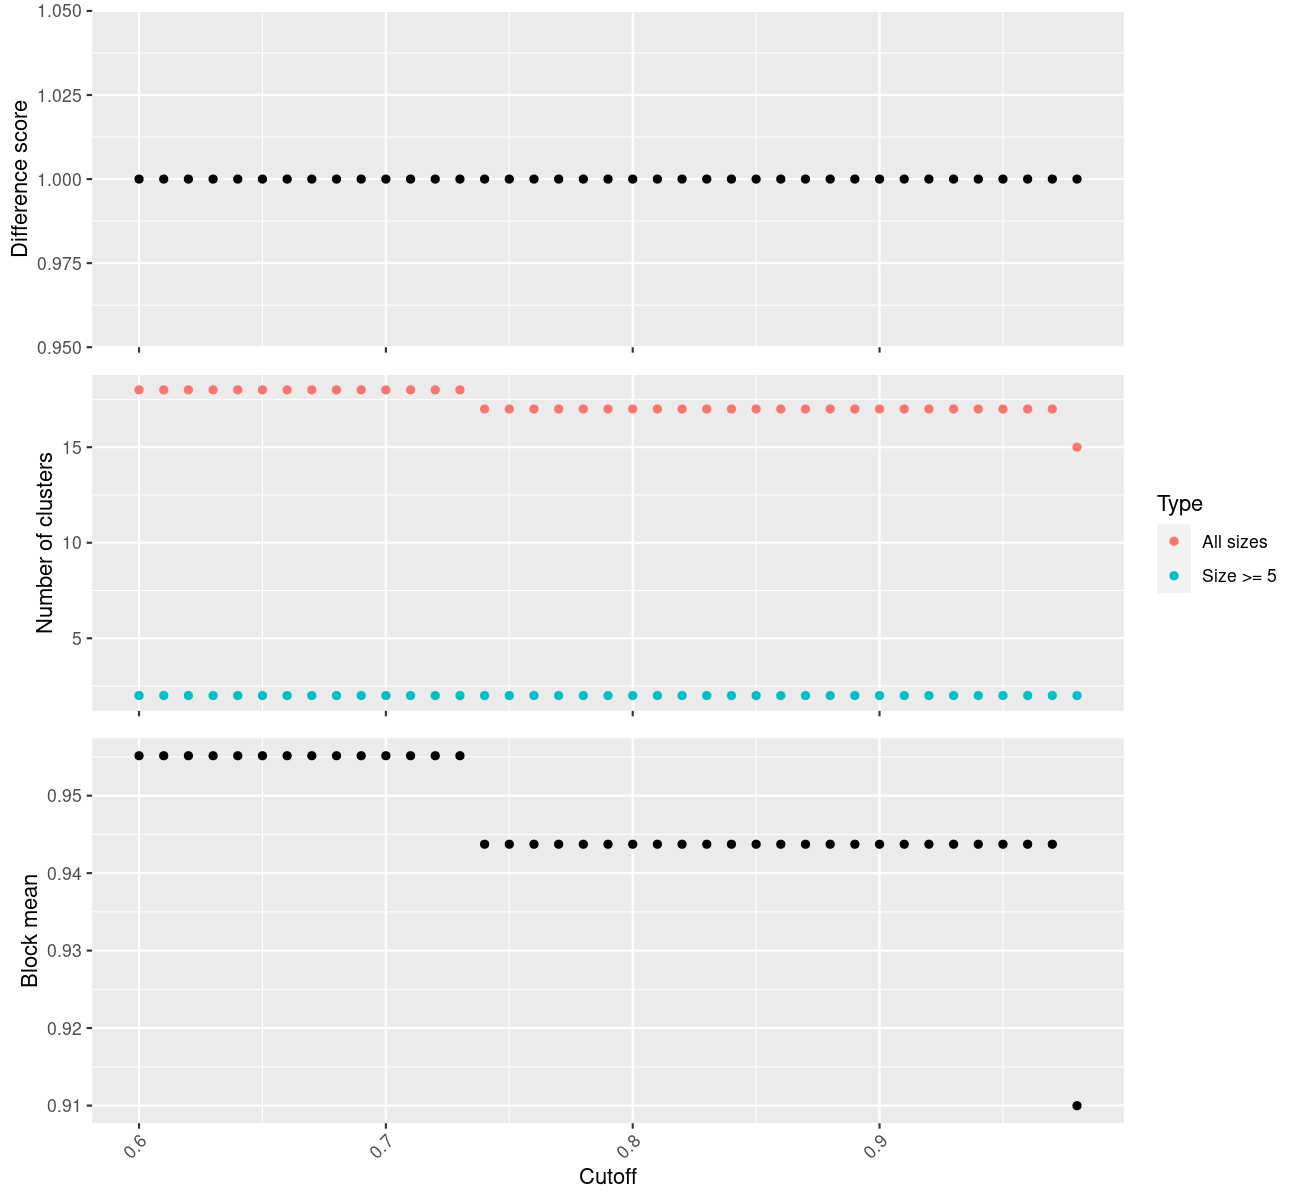 1.050
1.025
1.000
0.975
0.950
Difference score
15
10
5
Number of clusters
Type
All sizes
Size >= 5
0.95
0.94
0.93
0.92
0.91
Block mean
0.6
0.7
0.8
0.9
Cutoff